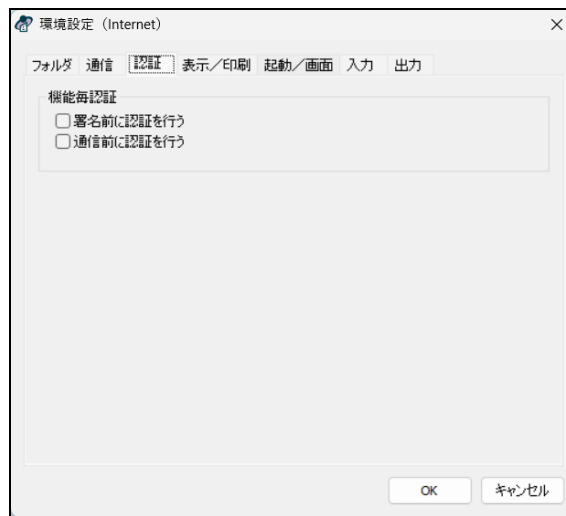 環境設定（Internet）
フォルダ 通信 認証 表示／印刷 起動／画面 入力 出力
機能毎認証
署名前に認証を行う
通信前に認証を行う
OK キャンセル